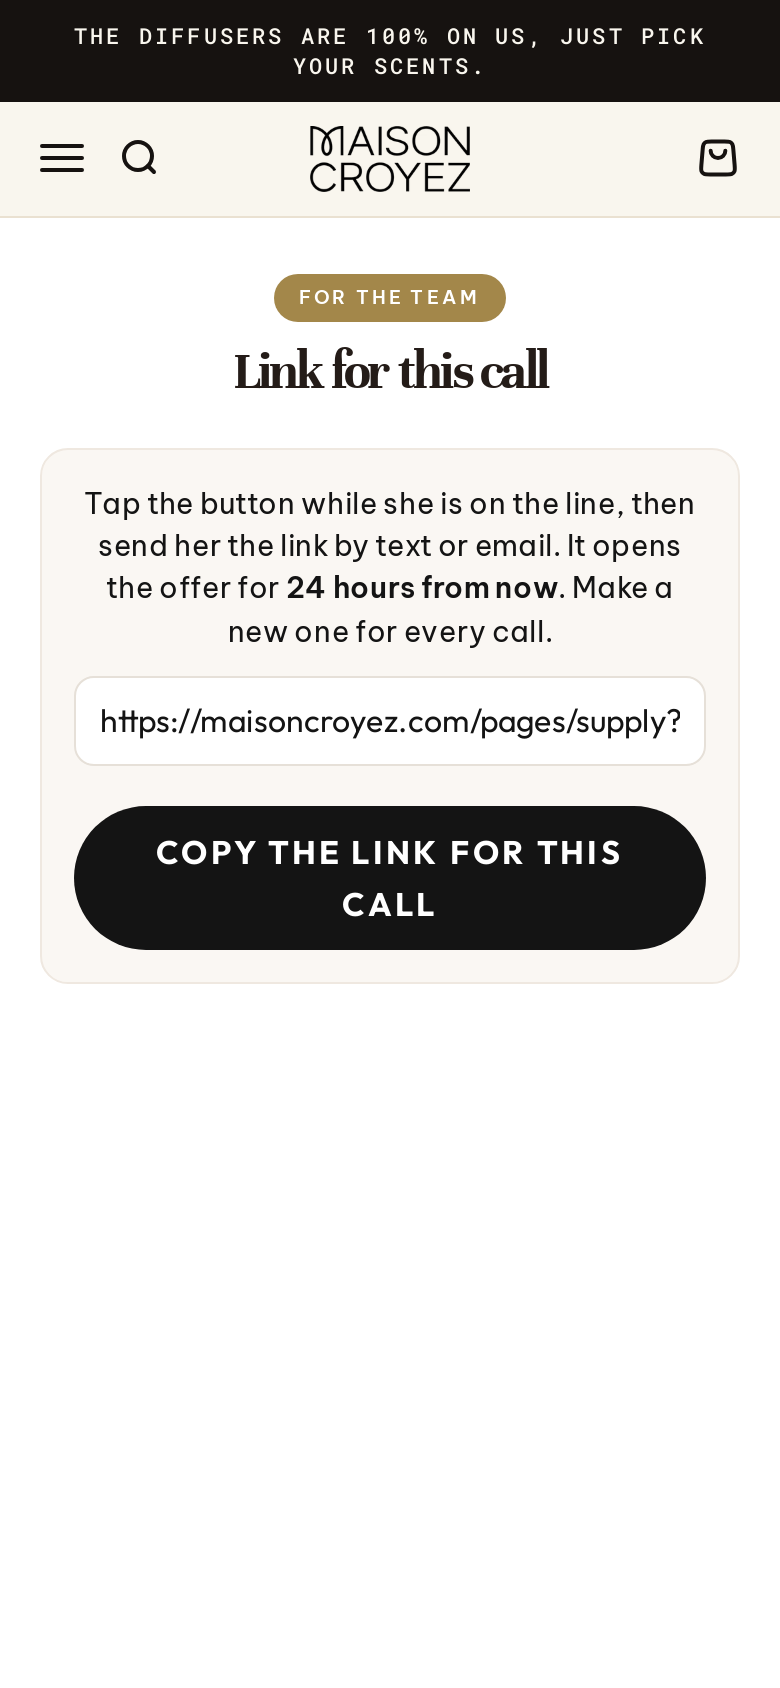 THE DIFFUSERS ARE 100% ON US, JUST PICK
YOUR SCENTS.
MAISON
CROYEZ
FOR THE TEAM
Link for this call
Tap the button while she is on the line, then
send her the link by text or email. It opens
the offer for 24 hours from now. Make a
new one for every call.
https://maisoncroyez.com/pages/supply?
COPY THE LINK FOR THIS
CALL